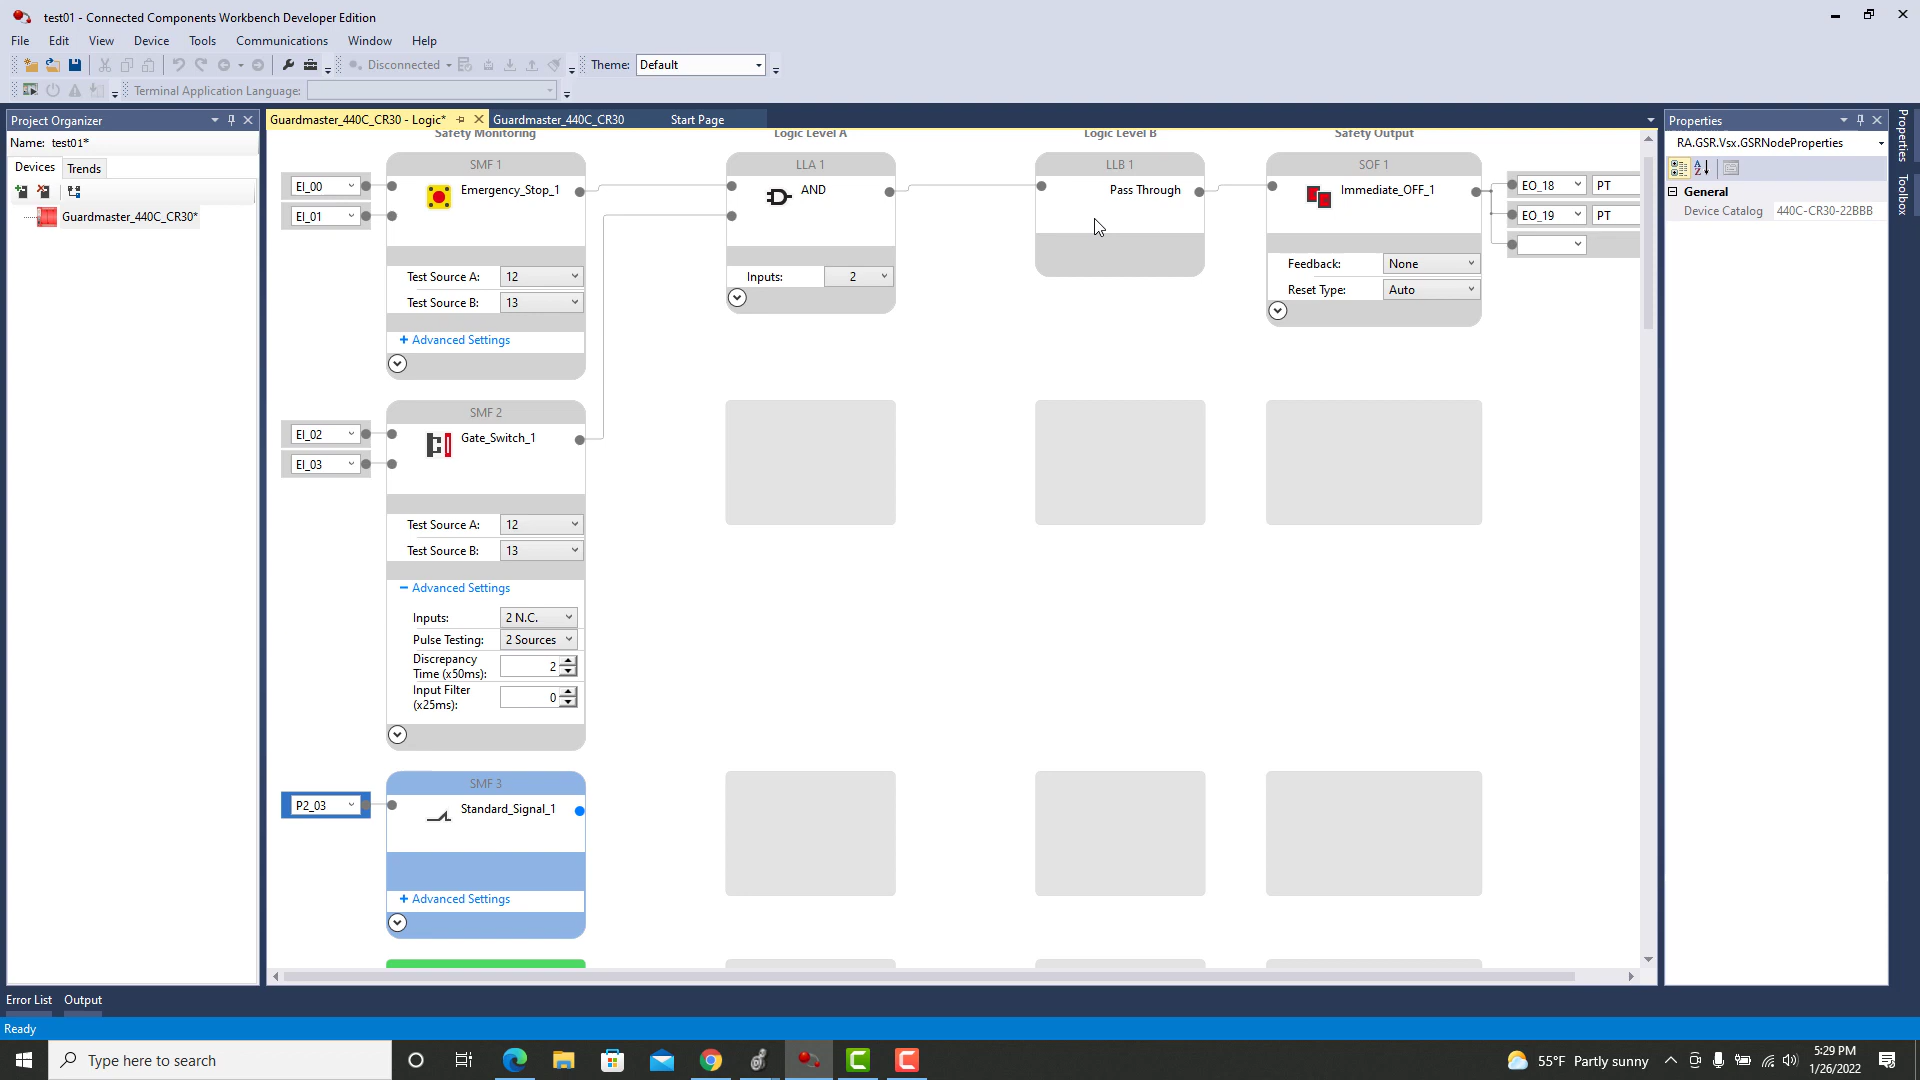 test01 - Connected Components Workbench Developer Edition
File Edit View Device Tools Communications Window Help
Disconnected Theme: Default
Terminal Application Language:
Project Organizer
Name: test01*
Devices Trends
Guardmaster_440C_CR30*
Guardmaster_440C_CR30 - Logic* Guardmaster_440C_CR30 Start Page
Safety Monitoring Logic Level A Logic Level B Safety Output
SMF 1 LLA 1 LLB 1 SOF 1
EI_00 Emergency_Stop_1 AND Pass Through Immediate_OFF_1 EO_18 PT
EI_01 EO_19 PT
Test Source A: 12 Inputs: 2 Feedback: None
Test Source B: 13 Reset Type: Auto
+ Advanced Settings
SMF 2
EI_02 Gate_Switch_1
EI_03
Test Source A: 12
Test Source B: 13
− Advanced Settings
Inputs: 2 N.C.
Pulse Testing: 2 Sources
Discrepancy
Time (x50ms): 2
Input Filter
(x25ms): 0
SMF 3
P2_03 Standard_Signal_1
+ Advanced Settings
Properties
RA.GSR.Vsx.GSRNodeProperties
General
Device Catalog 440C-CR30-22BBB
Properties
Toolbox
Error List Output
Ready
Type here to search
55°F Partly sunny
5:29 PM
1/26/2022